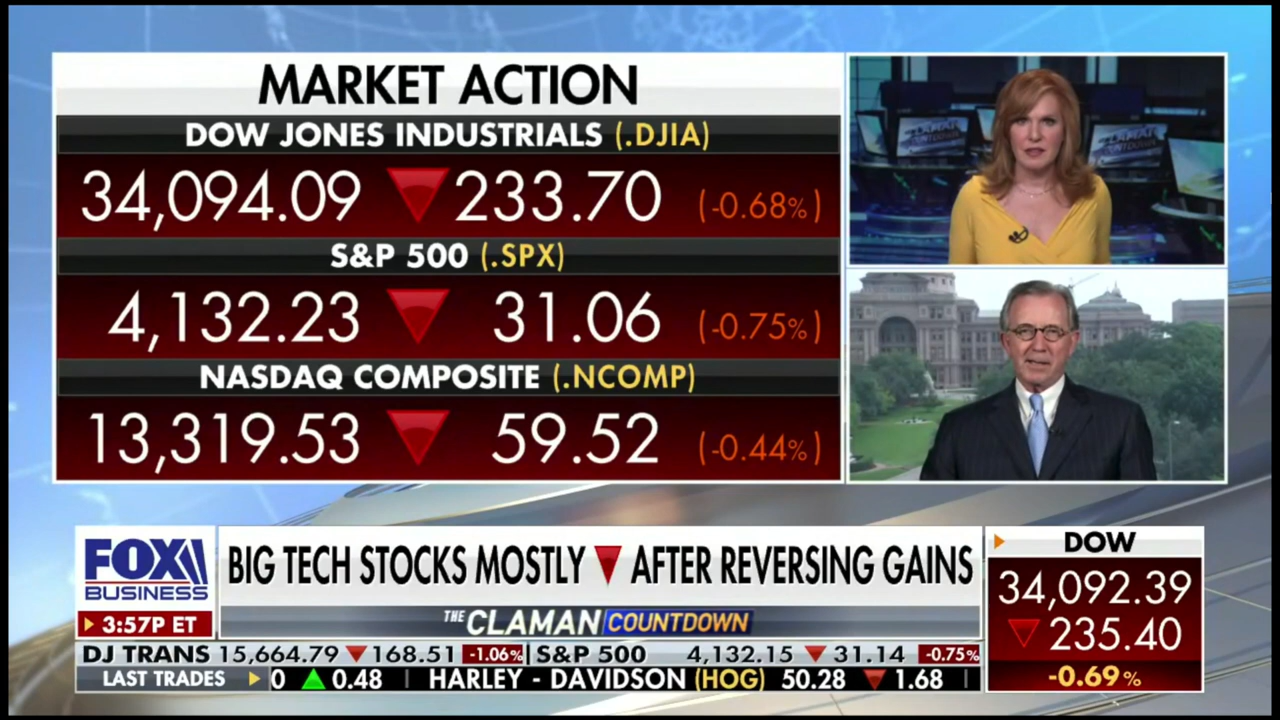 MARKET ACTION
DOW JONES INDUSTRIALS (.DJIA)
34,094.09 ▼ 233.70 (-0.68%)
S&P 500 (.SPX)
4,132.23 ▼ 31.06 (-0.75%)
NASDAQ COMPOSITE (.NCOMP)
13,319.53 ▼ 59.52 (-0.44%)
CLAMAN
COUNTDOWN
FOX BUSINESS
3:57P ET
BIG TECH STOCKS MOSTLY ▼ AFTER REVERSING GAINS
THE CLAMAN COUNTDOWN
DOW
34,092.39
▼ 235.40
-0.69%
DJ TRANS 15,664.79 ▼ 168.51 -1.06% S&P 500 4,132.15 ▼ 31.14 -0.75%
LAST TRADES 0 ▲ 0.48 | HARLEY - DAVIDSON (HOG) 50.28 ▼ 1.68 |